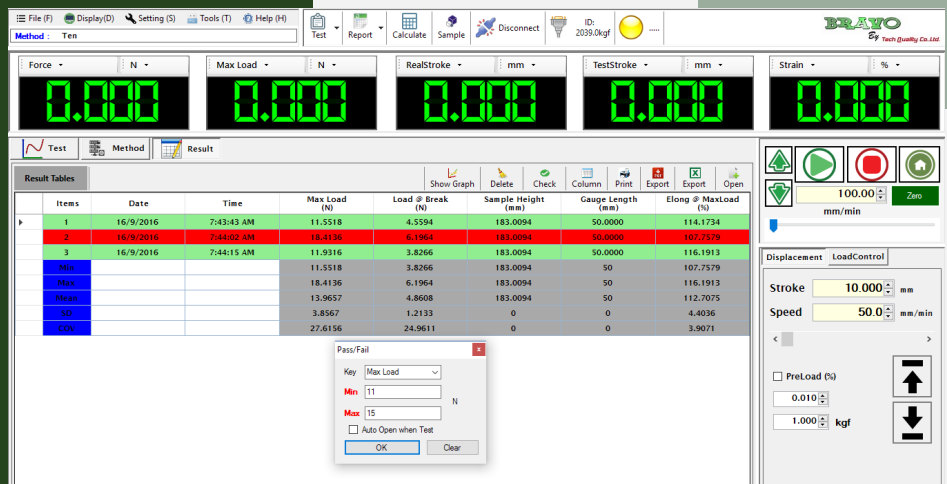 File (F) Display(D) Setting (S) Tools (T) Help (H)
Method : Ten
Test Report Calculate Sample Disconnect ID: 2039.0kgf .....
BRAVO
By Tech Quality Co.Ltd.
Force N Max Load N RealStroke mm TestStroke mm Strain %
0.000 0.000 0.000 0.000 0.000
Test Method Result
Result Tables
Show Graph Delete Check Column Print Export Export Open
Items Date Time Max Load (N) Load @ Break (N) Sample Height (mm) Gauge Length (mm) Elong @ MaxLoad (%)
1 16/9/2016 7:43:43 AM 11.5518 4.5594 183.0094 50.0000 114.1734
2 16/9/2016 7:44:02 AM 18.4136 6.1964 183.0094 50.0000 107.7579
3 16/9/2016 7:44:15 AM 11.9316 3.8266 183.0094 50.0000 116.1913
Min 11.5518 3.8266 183.0094 50 107.7579
Max 18.4136 6.1964 183.0094 50 116.1913
Mean 13.9657 4.8608 183.0094 50 112.7075
SD 3.8567 1.2133 0 0 4.4036
COV 27.6156 24.9611 0 0 3.9071
Pass/Fail x
Key Max Load
Min 11
N
Max 15
Auto Open when Test
OK Clear
100.00 Zero
mm/min
Displacement LoadControl
Stroke 10.000 mm
Speed 50.0 mm/min
PreLoad (%)
0.010
1.000 kgf